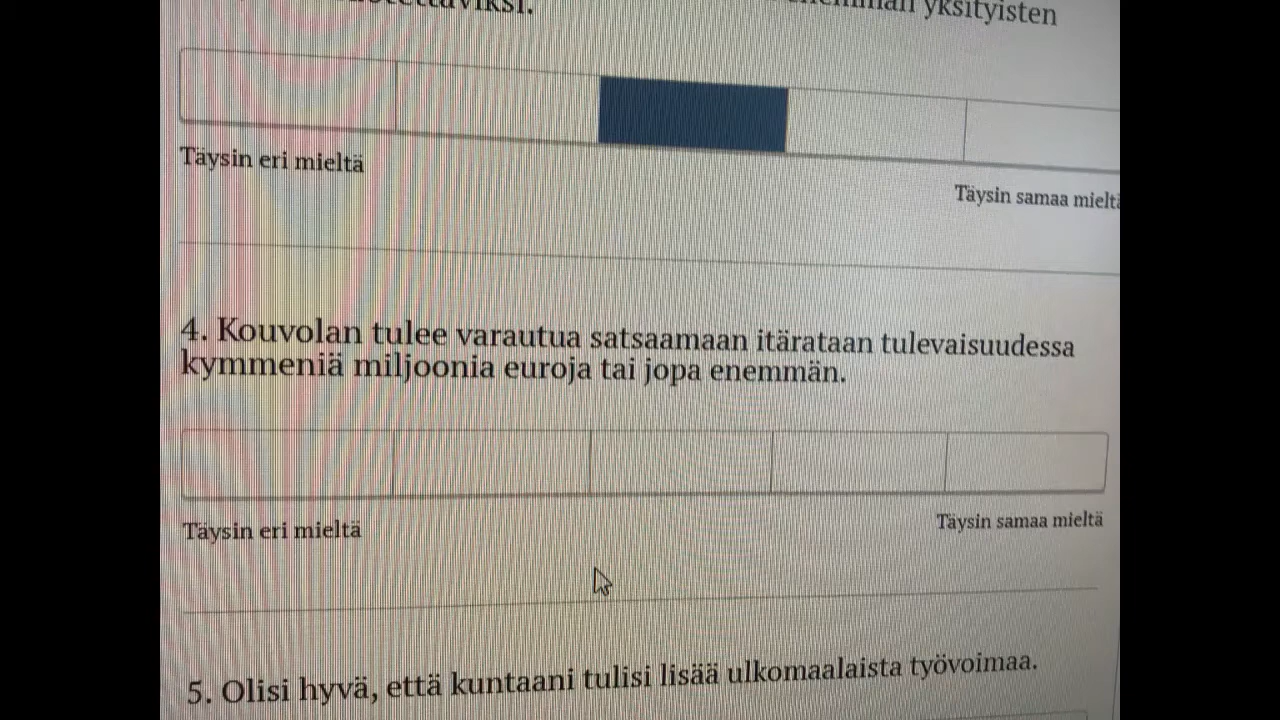 yksityisten
Täysin eri mieltä
Täysin samaa mieltä
4. Kouvolan tulee varautua satsaamaan itärataan tulevaisuudessa
kymmeniä miljoonia euroja tai jopa enemmän.
Täysin eri mieltä
Täysin samaa mieltä
5. Olisi hyvä, että kuntaani tulisi lisää ulkomaalaista työvoimaa.